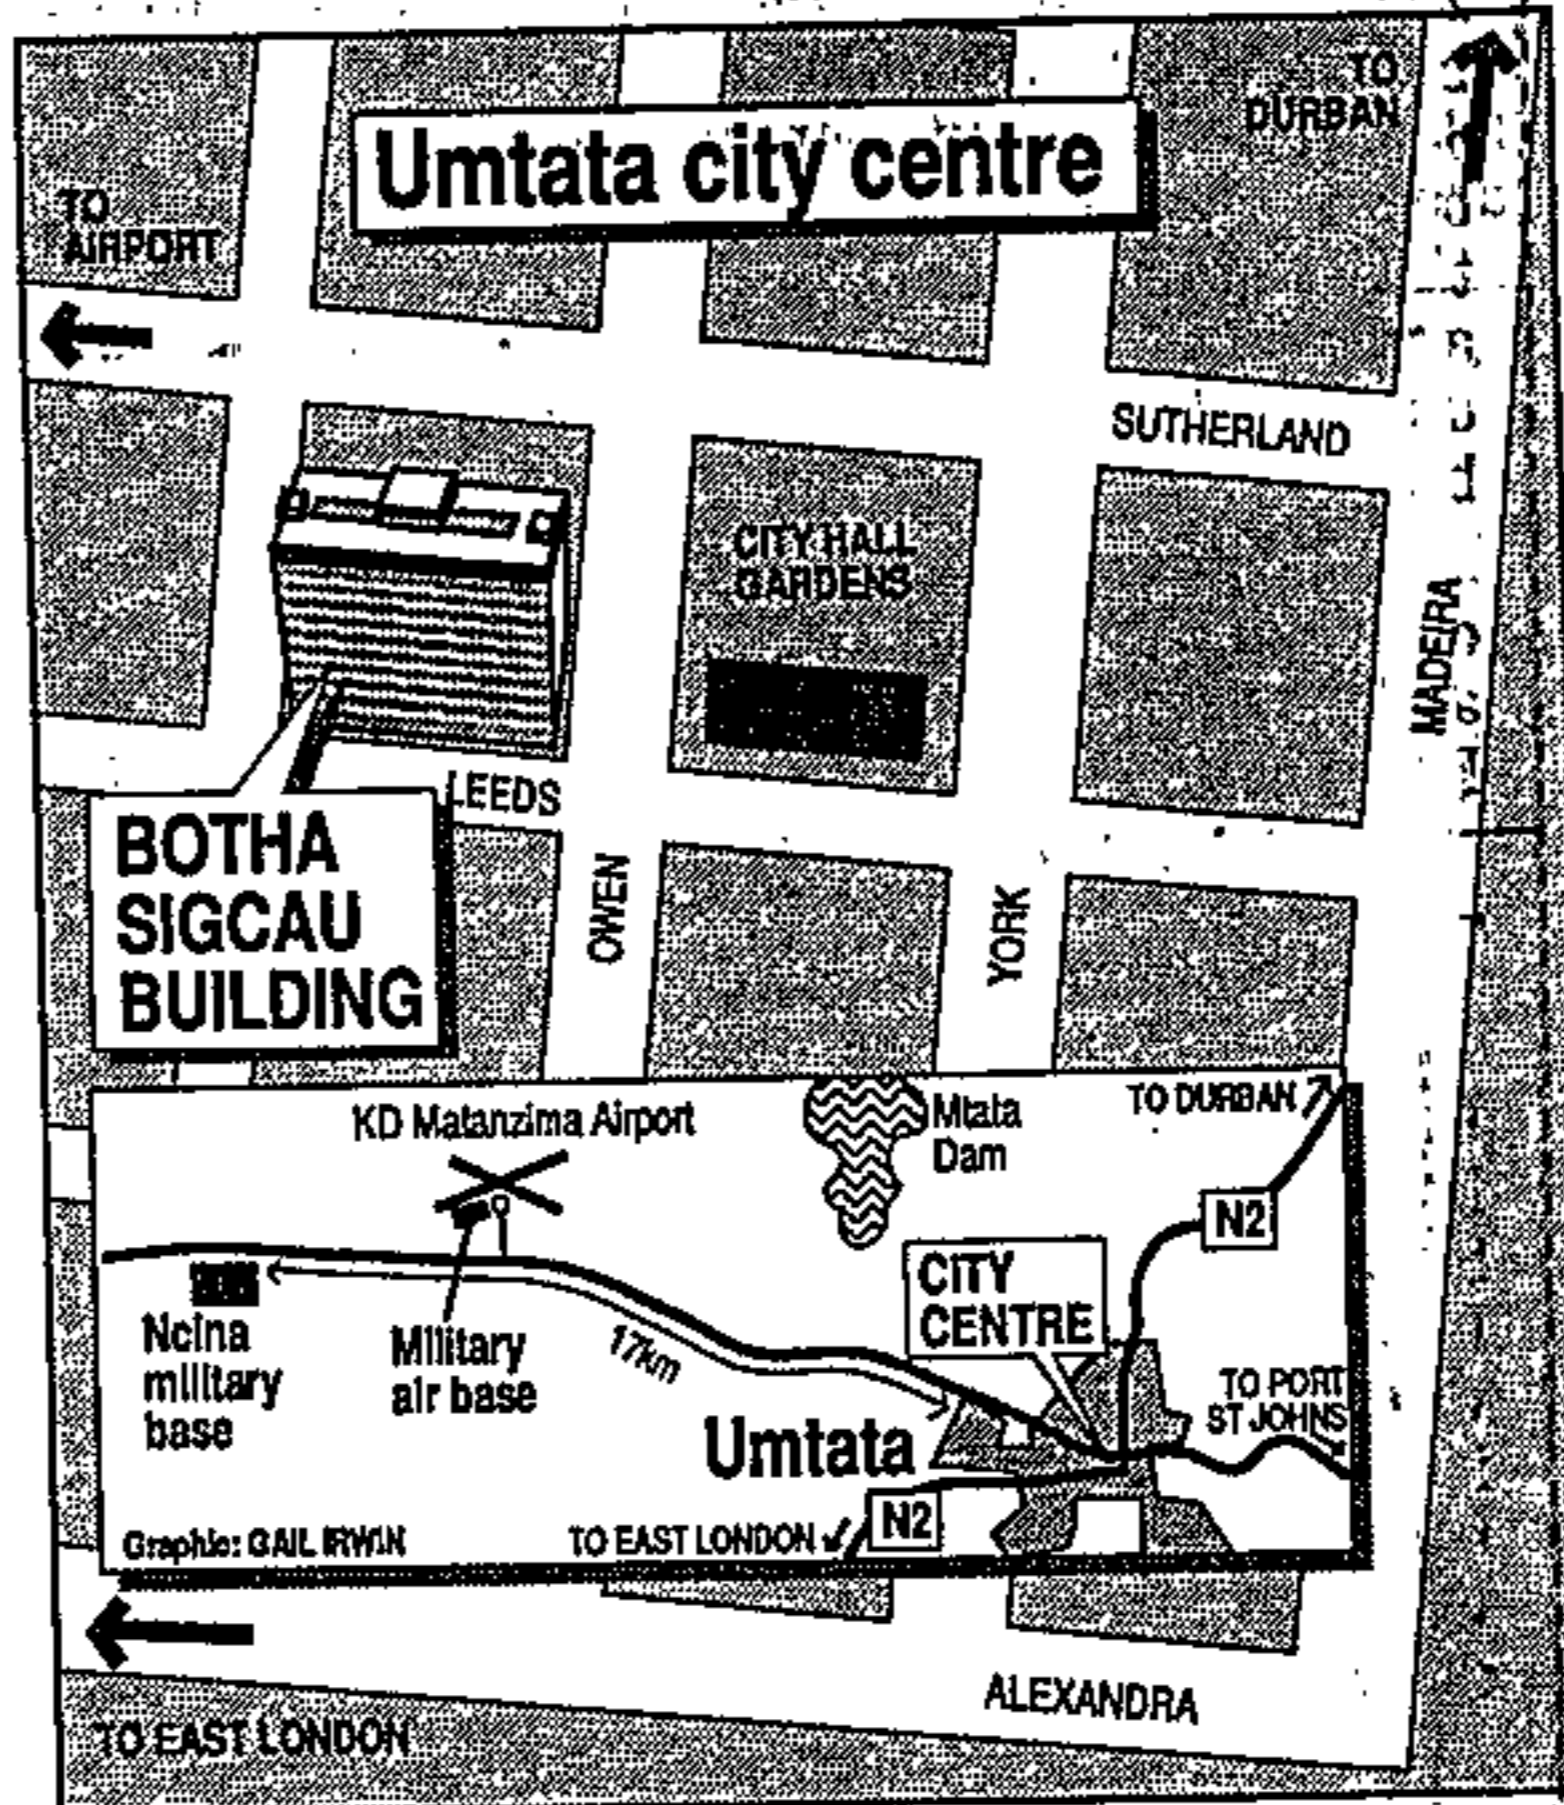 TO
DURBAN
Umtata city centre
TO
AIRPORT
SUTHERLAND
CITY HALL
GARDENS
MADEIRA
LEEDS
BOTHA
SIGCAU
BUILDING
OWEN
YORK
KD Matanzima Airport
Mtata
Dam
TO DURBAN
N2
CITY
CENTRE
Ncina
military
base
Military
air base
17km
TO PORT
ST JOHNS
Umtata
N2
Graphic: GAIL IRWIN
TO EAST LONDON
ALEXANDRA
TO EAST LONDON